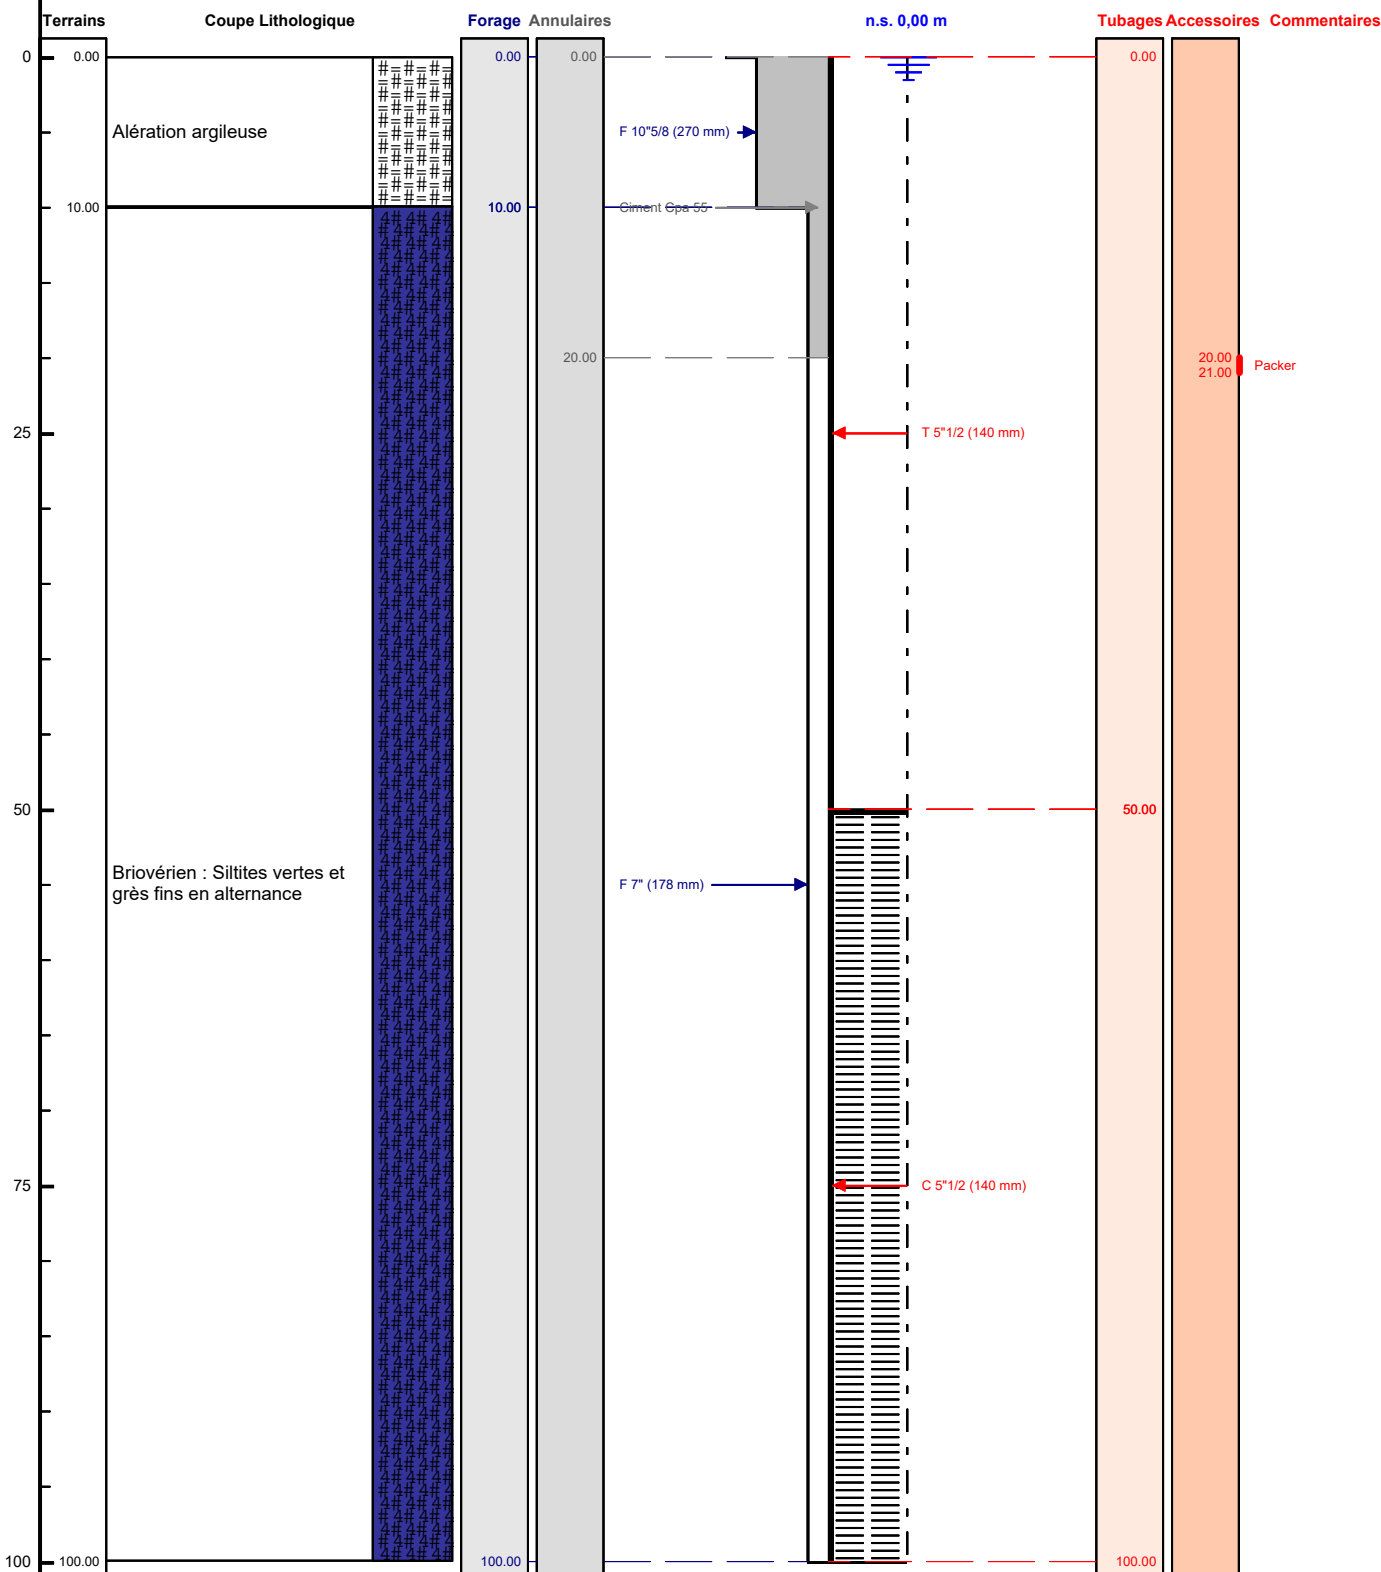 Terrains Coupe Lithologique Forage Annulaires n.s. 0,00 m Tubages Accessoires Commentaires
0 0.00 0.00 0.00 0.00
Alération argileuse F 10"5/8 (270 mm)
10.00 10.00 Ciment Cpa 55
20.00 20.00
21.00 Packer
25 T 5"1/2 (140 mm)
50 50.00
Briovérien : Siltites vertes et
grès fins en alternance F 7" (178 mm)
75 C 5"1/2 (140 mm)
100 100.00 100.00 100.00